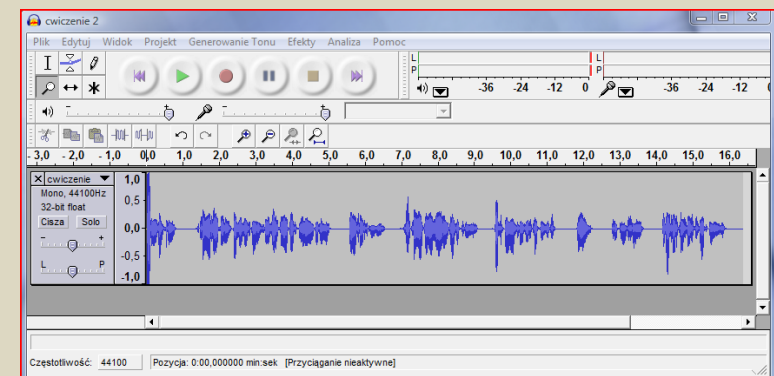 cwiczenie 2
Plik Edytuj Widok Projekt Generowanie Tonu Efekty Analiza Pomoc
L
P
-36 -24 -12 0
L
P
-36 -24 -12 0
- +
- +
- 3,0 - 2,0 - 1,0 0,0 1,0 2,0 3,0 4,0 5,0 6,0 7,0 8,0 9,0 10,0 11,0 12,0 13,0 14,0 15,0 16,0
X cwiczenie
Mono, 44100Hz
32-bit float
Cisza Solo
- +
L P
1,0
0,5
0,0
-0,5
-1,0
Częstotliwość: 44100 Pozycja: 0:00,000000 min:sek [Przyciąganie nieaktywne]